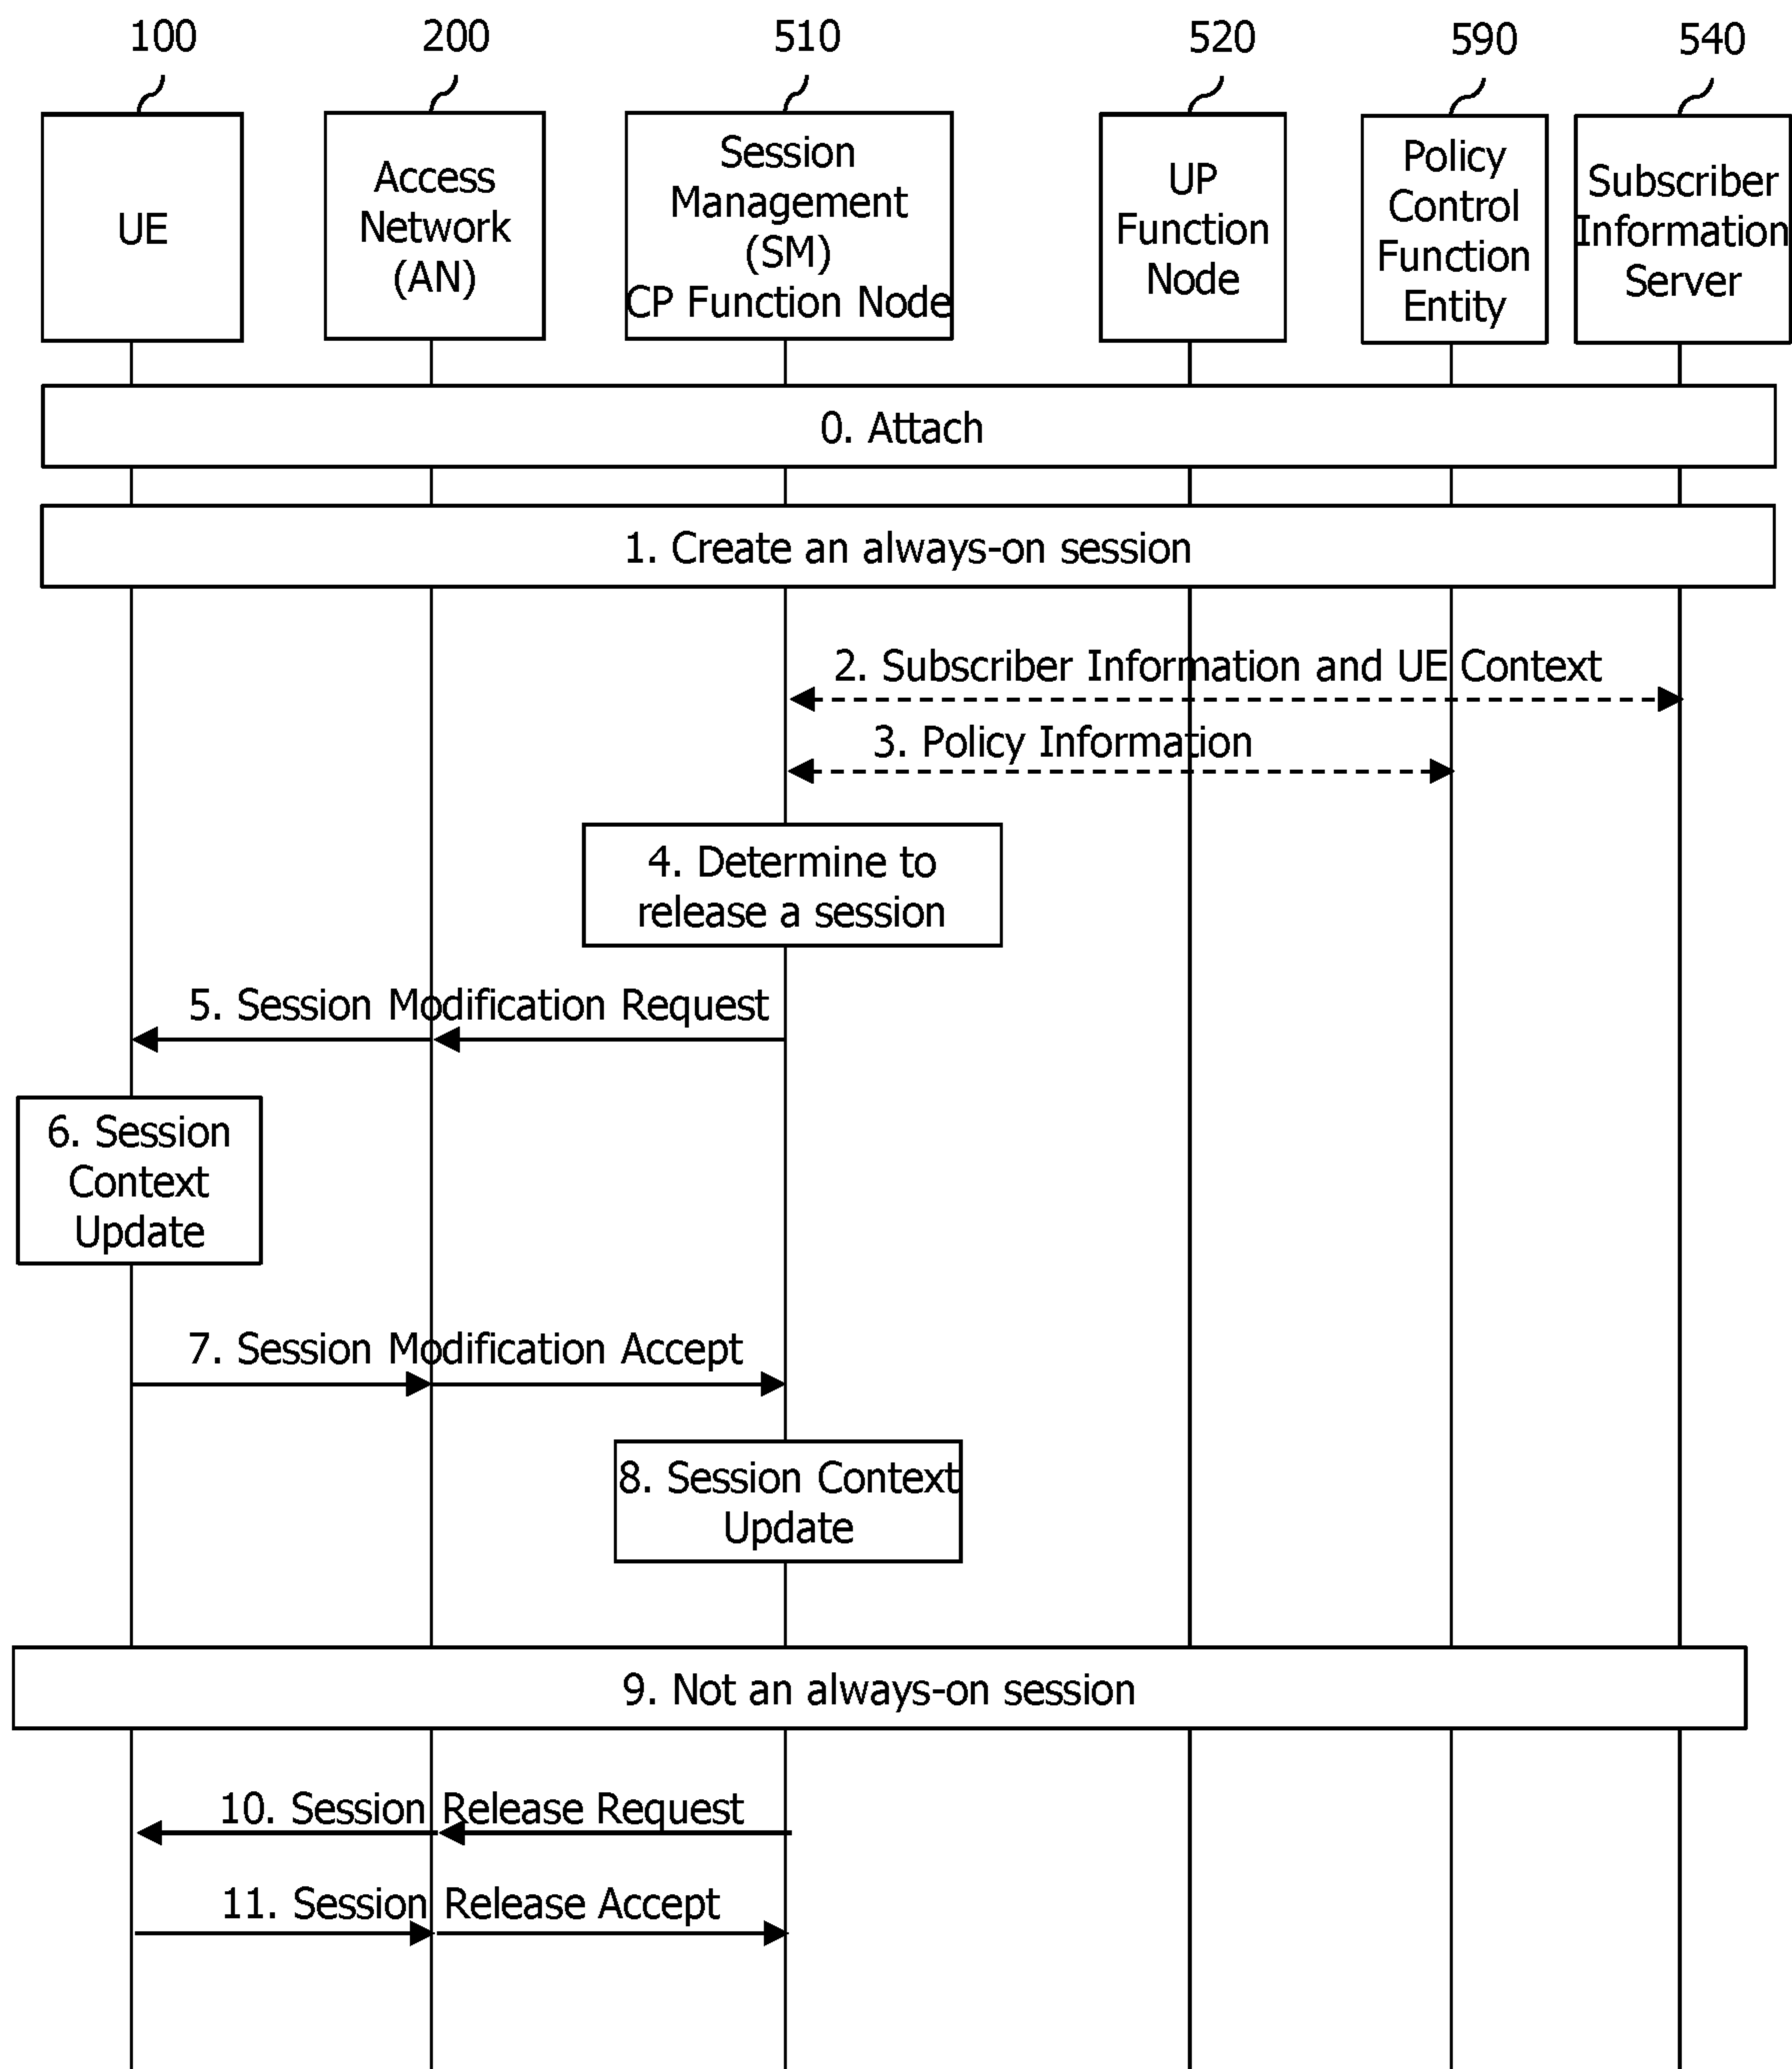 100
200
510
520
590
540
UE
Access
Network
(AN)
Session
Management
(SM)
CP Function Node
UP
Function
Node
Policy
Control
Function
Entity
Subscriber
Information
Server
0. Attach
1. Create an always-on session
2. Subscriber Information and UE Context
3. Policy Information
4. Determine to
release a session
5. Session Modification Request
6. Session
Context
Update
7. Session Modification Accept
8. Session Context
Update
9. Not an always-on session
10. Session Release Request
11. Session Release Accept